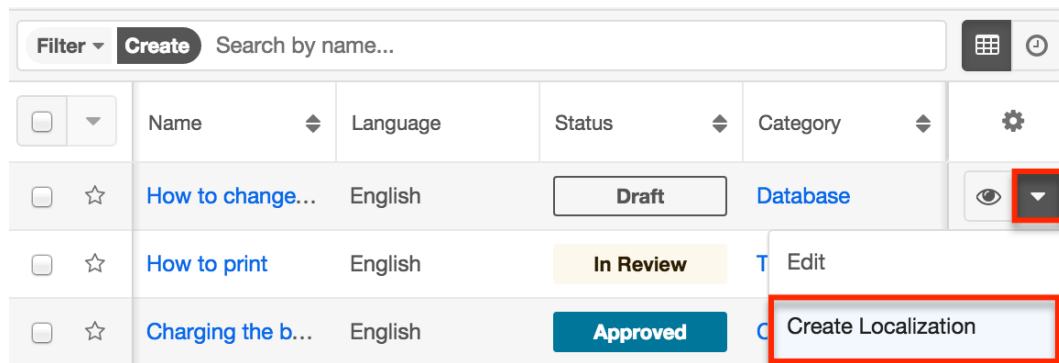 Filter Create Search by name...
Name Language Status Category
How to change... English Draft Database
How to print English In Review T Edit
Charging the b... English Approved C Create Localization